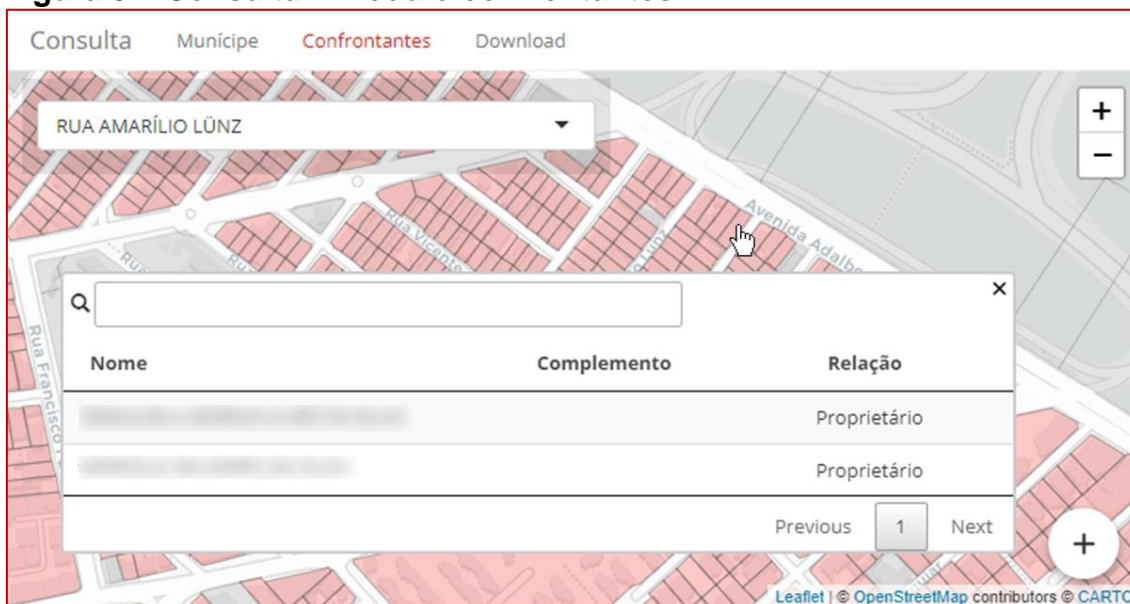 Consulta Munícipe Confrontantes Download
RUA AMARÍLIO LÜNZ
+
−
Avenida Adalbe
Rua Vicente
Rua
Rua Francisco
×
Nome Complemento Relação
Proprietário
Proprietário
Previous 1 Next
+
Leaflet | © OpenStreetMap contributors © CARTO